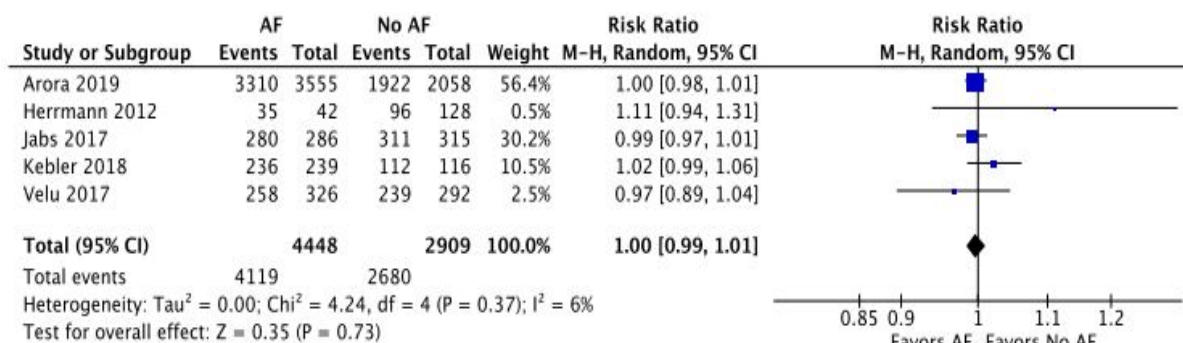 AF No AF Risk Ratio Risk Ratio
Study or Subgroup Events Total Events Total Weight M-H, Random, 95% CI M-H, Random, 95% CI
Arora 2019 3310 3555 1922 2058 56.4% 1.00 [0.98, 1.01]
Herrmann 2012 35 42 96 128 0.5% 1.11 [0.94, 1.31]
Jabs 2017 280 286 311 315 30.2% 0.99 [0.97, 1.01]
Kebler 2018 236 239 112 116 10.5% 1.02 [0.99, 1.06]
Velu 2017 258 326 239 292 2.5% 0.97 [0.89, 1.04]
Total (95% CI) 4448 2909 100.0% 1.00 [0.99, 1.01]
Total events 4119 2680
Heterogeneity: Tau² = 0.00; Chi² = 4.24, df = 4 (P = 0.37); I² = 6%
Test for overall effect: Z = 0.35 (P = 0.73)
0.85 0.9 1 1.1 1.2
Favors AF Favors No AF